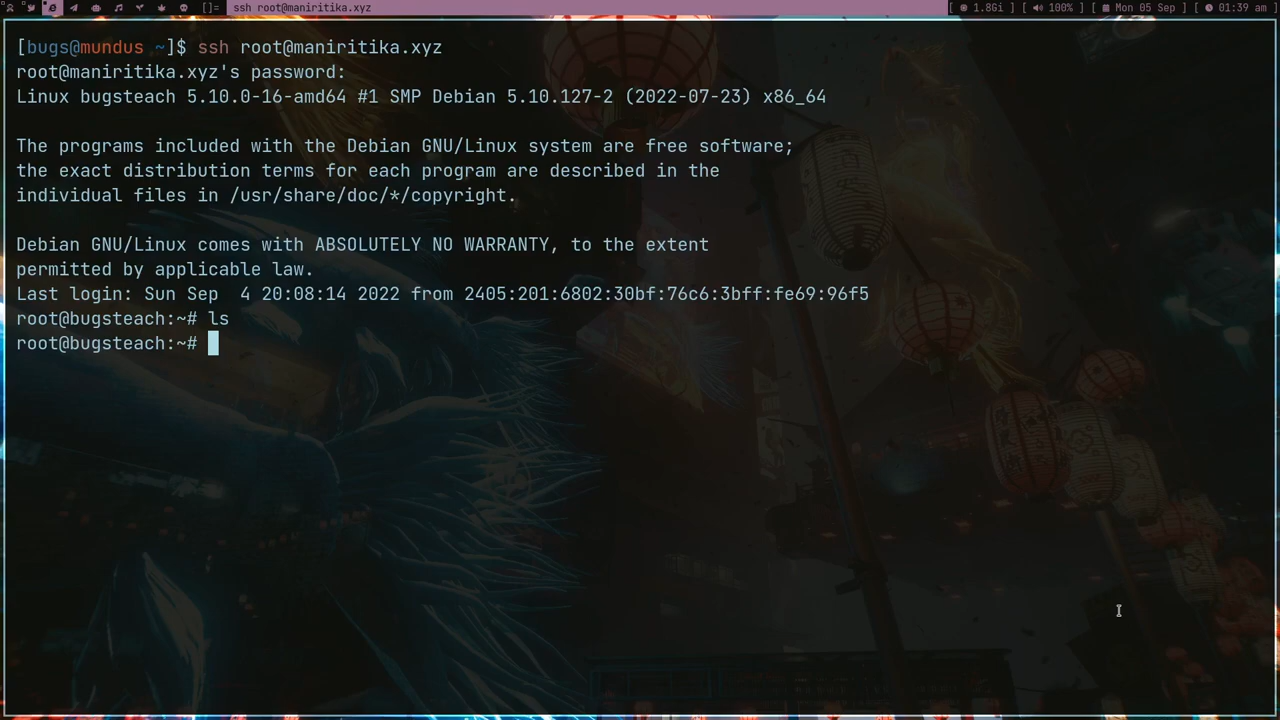 []= ssh root@maniritika.xyz [ 1.8Gi ] [ 100% ] [ Mon 05 Sep ] [ 01:39 am ]
[bugs@mundus ~]$ ssh root@maniritika.xyz
root@maniritika.xyz's password:
Linux bugsteach 5.10.0-16-amd64 #1 SMP Debian 5.10.127-2 (2022-07-23) x86_64
The programs included with the Debian GNU/Linux system are free software;
the exact distribution terms for each program are described in the
individual files in /usr/share/doc/*/copyright.
Debian GNU/Linux comes with ABSOLUTELY NO WARRANTY, to the extent
permitted by applicable law.
Last login: Sun Sep  4 20:08:14 2022 from 2405:201:6802:30bf:76c6:3bff:fe69:96f5
root@bugsteach:~# ls
root@bugsteach:~#